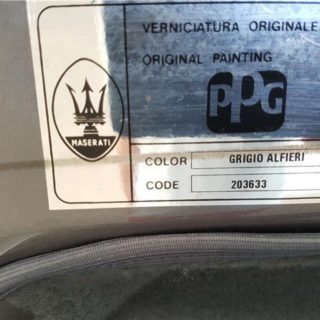 VERNICIATURA ORIGINALE
ORIGINAL PAINTING
PPG
MASERATI
COLOR GRIGIO ALFIERI
CODE 203633